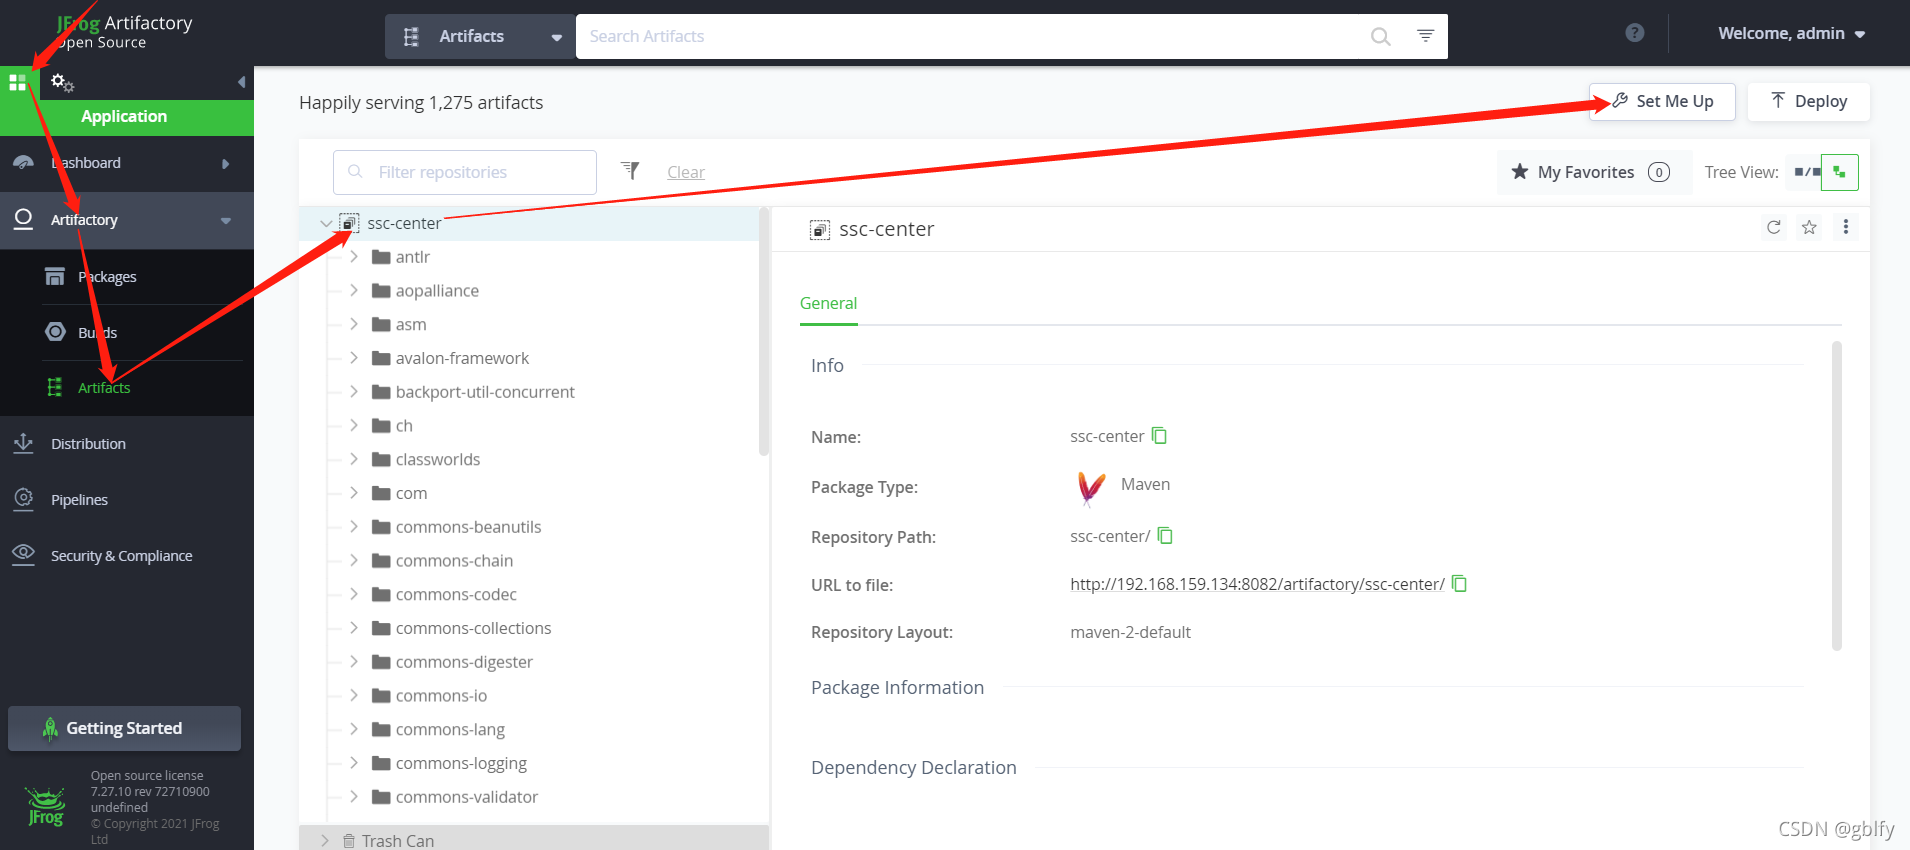 JFrog Artifactory
Open Source
Artifacts
Search Artifacts
?
Welcome, admin
Application
Dashboard
Artifactory
Packages
Builds
Artifacts
Distribution
Pipelines
Security & Compliance
Getting Started
JFrog
Open source license
7.27.10 rev 72710900
undefined
© Copyright 2021 JFrog
Ltd
Happily serving 1,275 artifacts
Set Me Up
Deploy
Filter repositories
Clear
My Favorites 0
Tree View:
ssc-center
antlr
aopalliance
asm
avalon-framework
backport-util-concurrent
ch
classworlds
com
commons-beanutils
commons-chain
commons-codec
commons-collections
commons-digester
commons-io
commons-lang
commons-logging
commons-validator
Trash Can
ssc-center
General
Info
Name: ssc-center
Package Type: Maven
Repository Path: ssc-center/
URL to file: http://192.168.159.134:8082/artifactory/ssc-center/
Repository Layout: maven-2-default
Package Information
Dependency Declaration
CSDN @gblfy